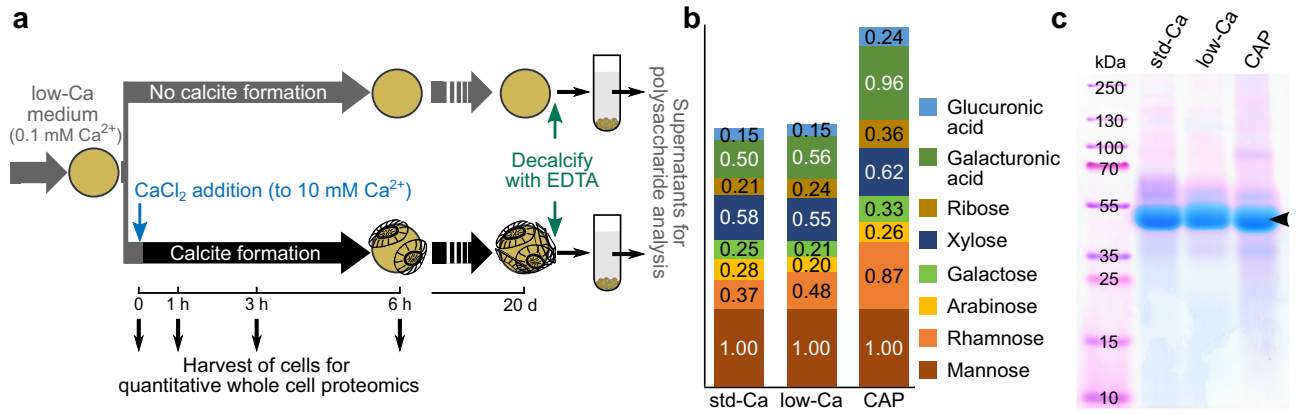 a
low-Ca
medium
(0.1 mM Ca²⁺)
No calcite formation
CaCl₂ addition (to 10 mM Ca²⁺)
Calcite formation
Decalcify
with EDTA
Supernatants for
polysaccharide analysis
0
1 h
3 h
6 h
20 d
Harvest of cells for
quantitative whole cell proteomics
b
0.15
0.50
0.21
0.58
0.25
0.28
0.37
1.00
std-Ca
0.15
0.56
0.24
0.55
0.21
0.20
0.48
1.00
low-Ca
0.24
0.96
0.36
0.62
0.33
0.26
0.87
1.00
CAP
Glucuronic
acid
Galacturonic
acid
Ribose
Xylose
Galactose
Arabinose
Rhamnose
Mannose
c
kDa
std-Ca
low-Ca
CAP
250
130
100
70
55
35
25
15
10